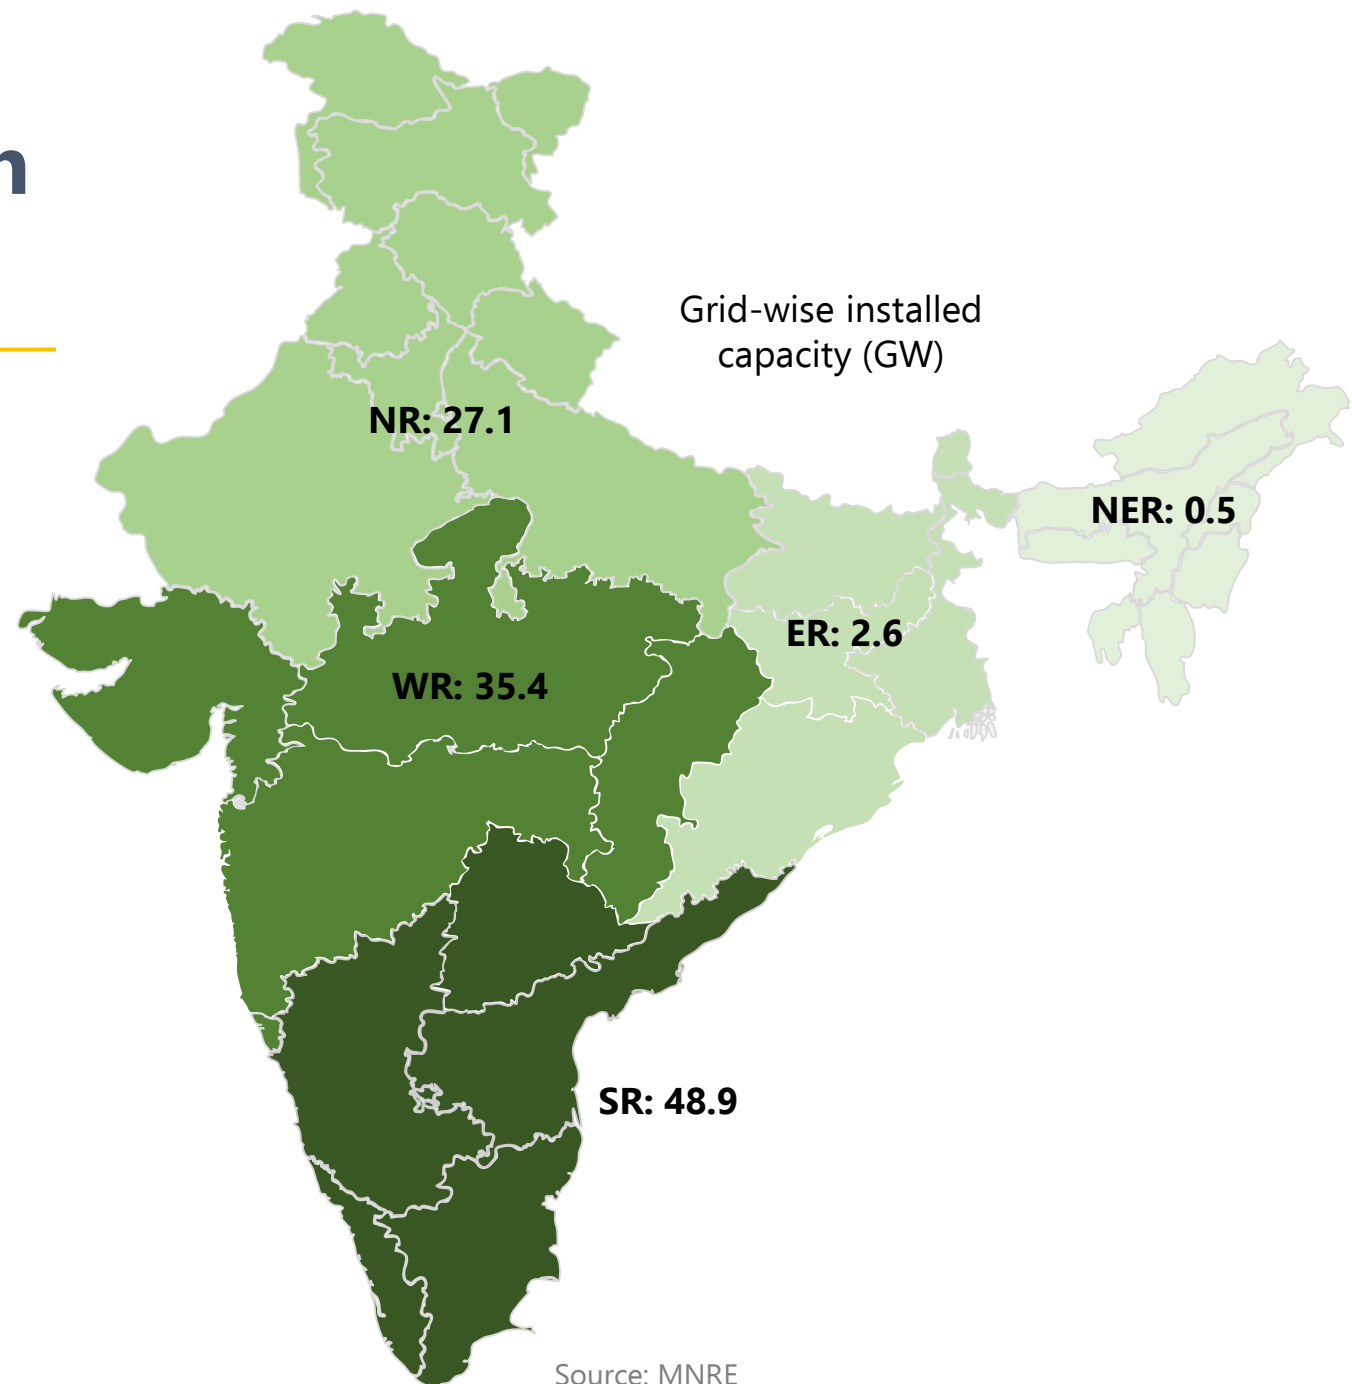 n
Grid-wise installed
capacity (GW)
NR: 27.1
NER: 0.5
ER: 2.6
WR: 35.4
SR: 48.9
Source: MNRE